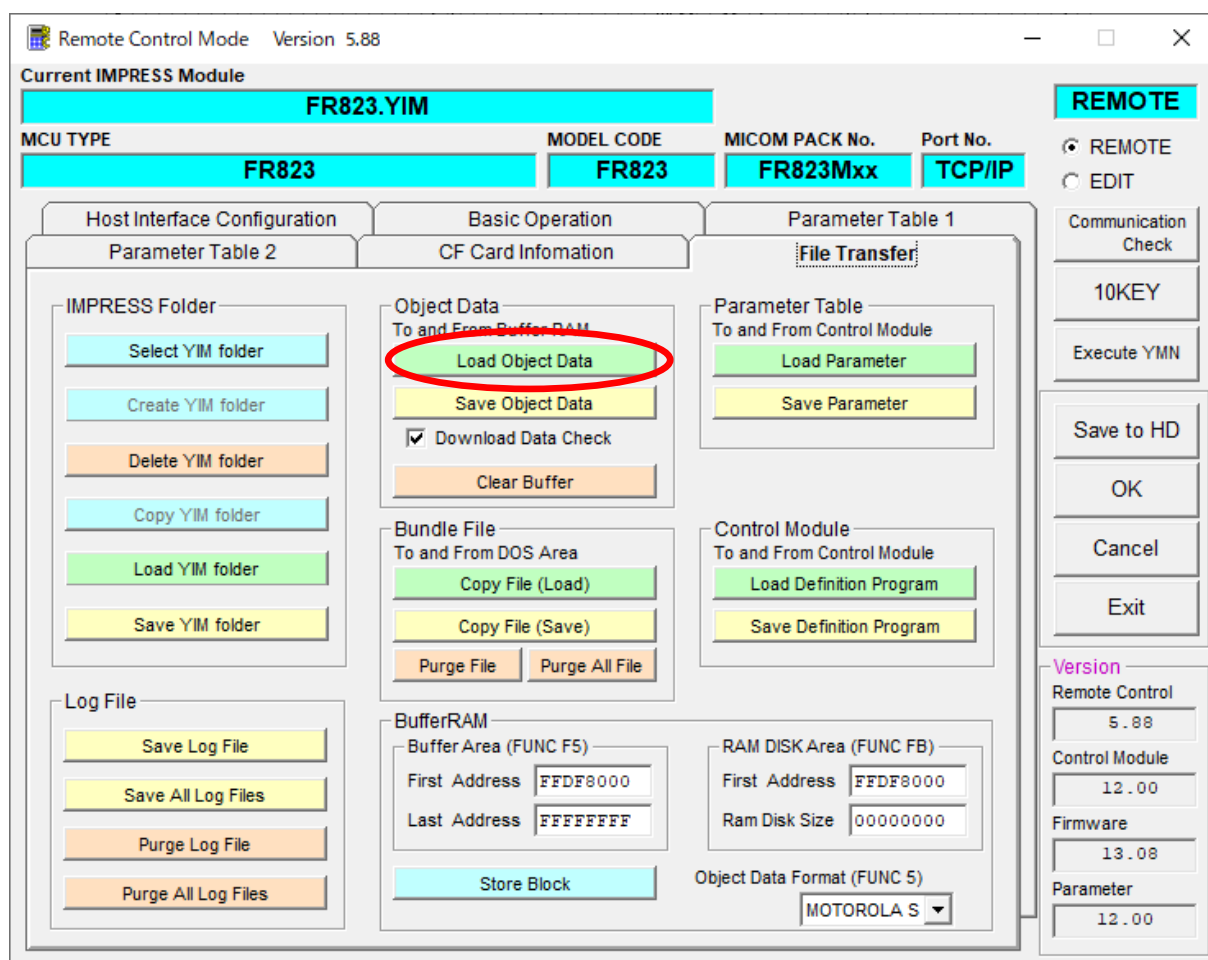 Remote Control Mode Version 5.88
Current IMPRESS Module
FR823.YIM
REMOTE
MCU TYPE
MODEL CODE
MICOM PACK No.
Port No.
FR823
FR823
FR823Mxx
TCP/IP
REMOTE
EDIT
Host Interface Configuration
Basic Operation
Parameter Table 1
Parameter Table 2
CF Card Infomation
File Transfer
IMPRESS Folder
Select YIM folder
Create YIM folder
Delete YIM folder
Copy YIM folder
Load YIM folder
Save YIM folder
Log File
Save Log File
Save All Log Files
Purge Log File
Purge All Log Files
Object Data
To and From Buffer RAM
Load Object Data
Save Object Data
Download Data Check
Clear Buffer
Bundle File
To and From DOS Area
Copy File (Load)
Copy File (Save)
Purge File
Purge All File
Parameter Table
To and From Control Module
Load Parameter
Save Parameter
Control Module
To and From Control Module
Load Definition Program
Save Definition Program
BufferRAM
Buffer Area (FUNC F5)
First Address FFDF8000
Last Address FFFFFFFF
Store Block
RAM DISK Area (FUNC FB)
First Address FFDF8000
Ram Disk Size 00000000
Object Data Format (FUNC 5)
MOTOROLA S
Communication
Check
10KEY
Execute YMN
Save to HD
OK
Cancel
Exit
Version
Remote Control
5.88
Control Module
12.00
Firmware
13.08
Parameter
12.00